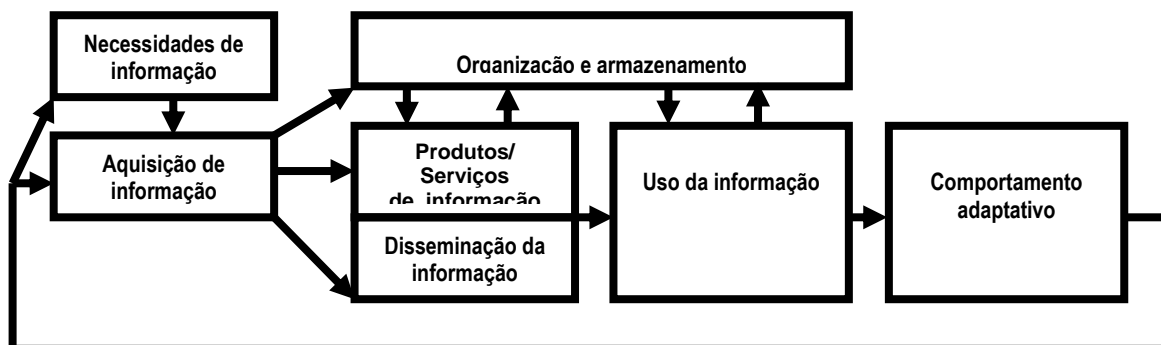 Necessidades de
informação
Organização e armazenamento
Aquisição de
informação
Produtos/
Serviços
de informação
Disseminação da
informação
Uso da informação
Comportamento
adaptativo